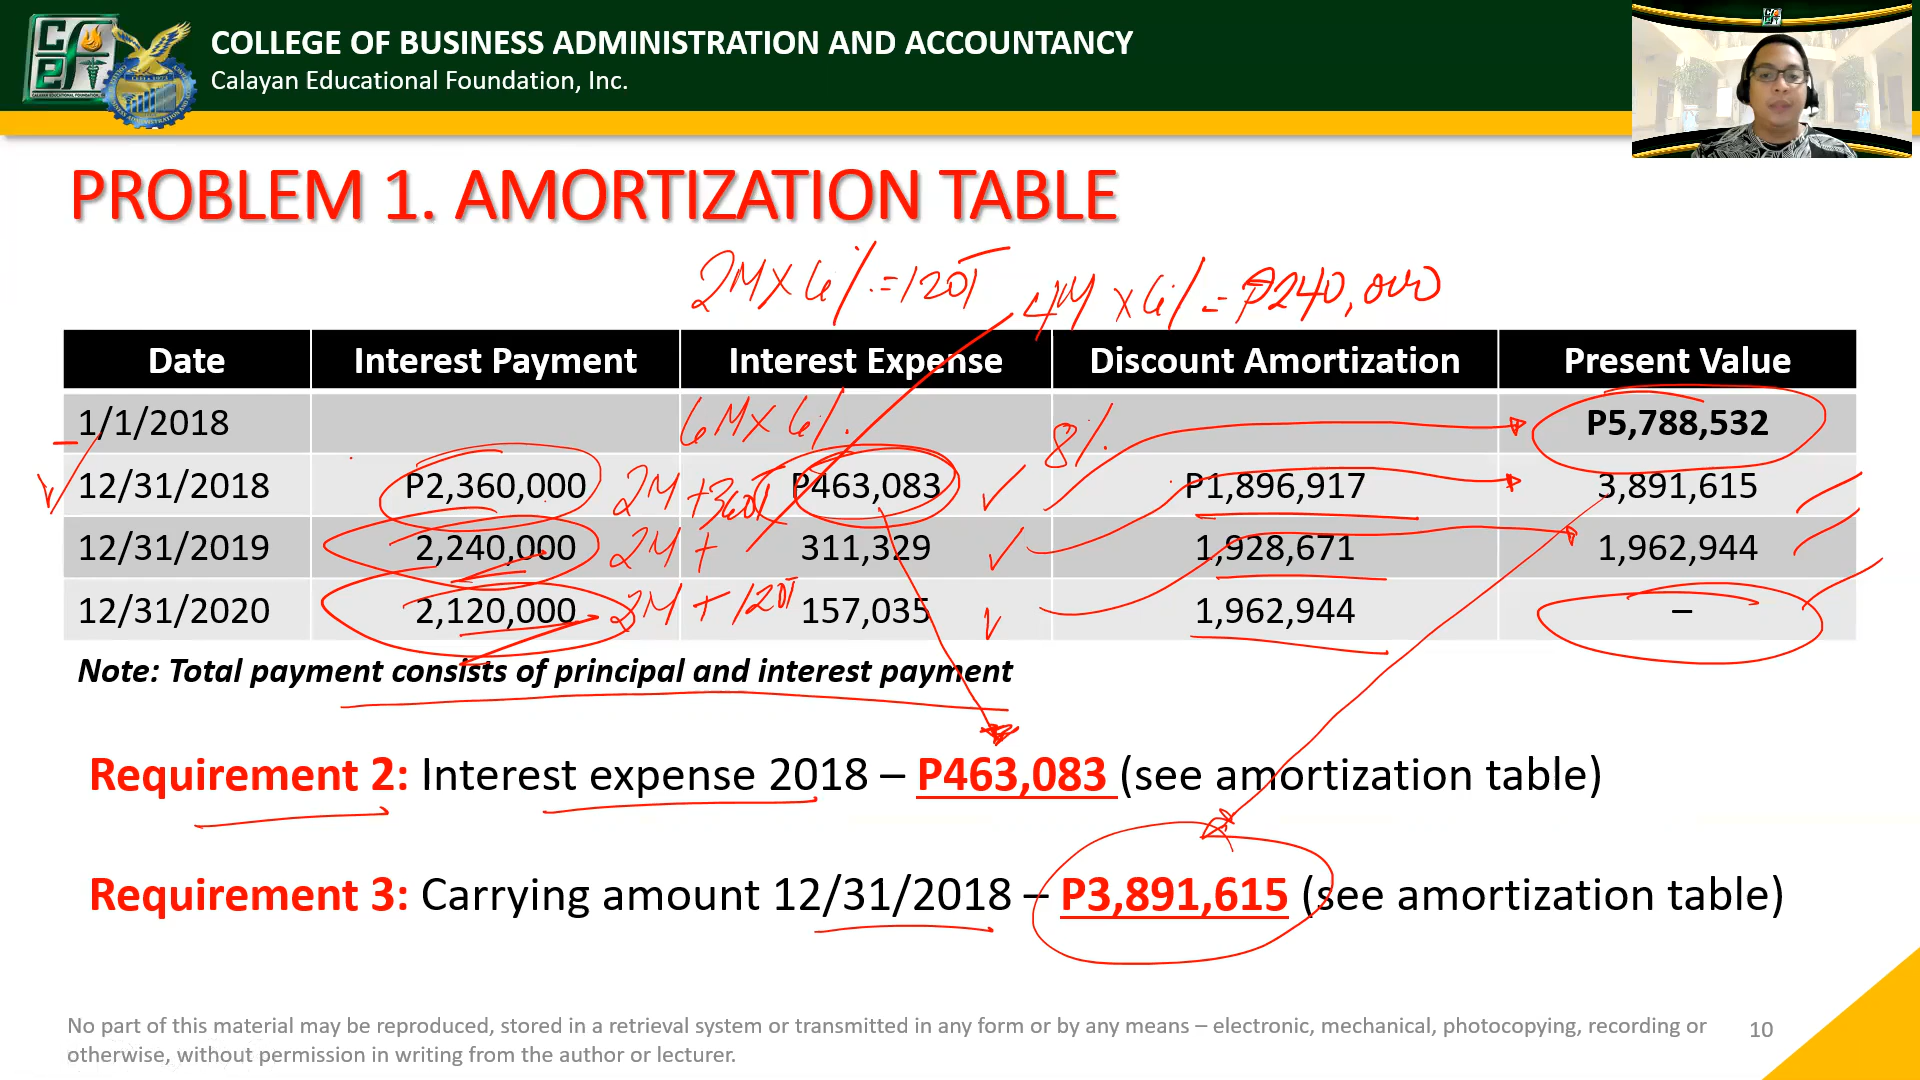 COLLEGE OF BUSINESS ADMINISTRATION AND ACCOUNTANCY
Calayan Educational Foundation, Inc.
PROBLEM 1. AMORTIZATION TABLE
2M X 6% = 120T 4M X 6% = P240,000
Date Interest Payment Interest Expense Discount Amortization Present Value
1/1/2018 6M X 6% 8% P5,788,532
12/31/2018 P2,360,000 2M + 360T P463,083 P1,896,917 3,891,615
12/31/2019 2,240,000 2M + 311,329 1,928,671 1,962,944
12/31/2020 2,120,000 2M + 120T 157,035 1,962,944 –
Note: Total payment consists of principal and interest payment
Requirement 2: Interest expense 2018 – P463,083 (see amortization table)
Requirement 3: Carrying amount 12/31/2018 – P3,891,615 (see amortization table)
No part of this material may be reproduced, stored in a retrieval system or transmitted in any form or by any means – electronic, mechanical, photocopying, recording or
otherwise, without permission in writing from the author or lecturer.
10